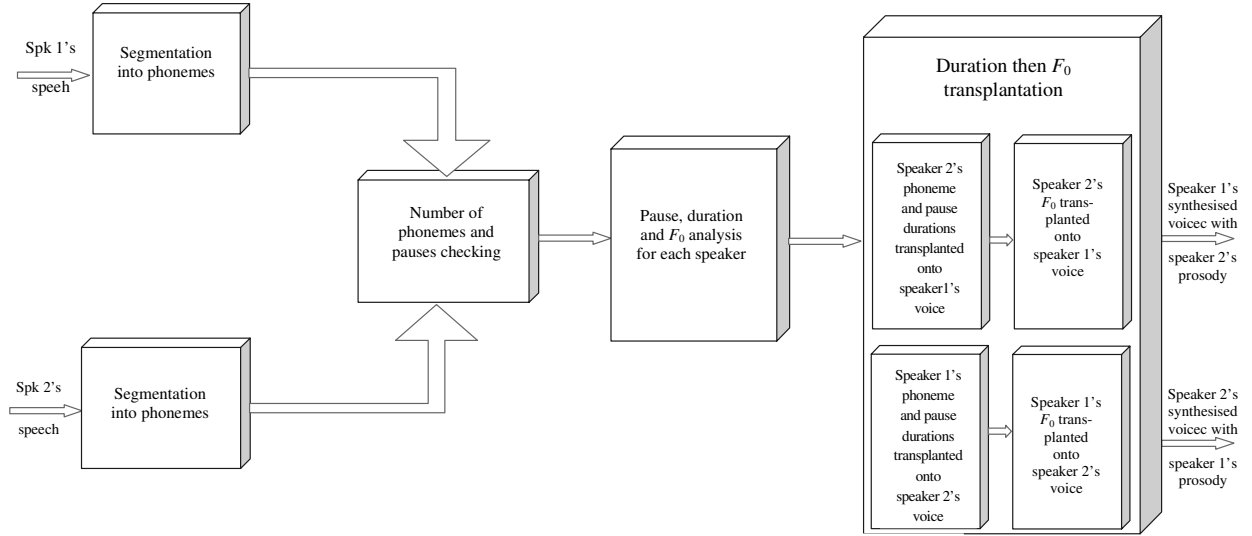 Spk 1's
speeh
Segmentation
into phonemes
Spk 2's
speech
Segmentation
into phonemes
Number of
phonemes and
pauses checking
Pause, duration
and F0 analysis
for each speaker
Duration then F0
transplantation
Speaker 2's
phoneme
and pause
durations
transplanted
onto
speaker1's
voice
Speaker 2's
F0 trans-
planted
onto
speaker 1's
voice
Speaker 1's
synthesised
voicec with
speaker 2's
prosody
Speaker 1's
phoneme
and pause
durations
transplanted
onto
speaker 2's
voice
Speaker 1's
F0 trans-
planted
onto
speaker 2's
voice
Speaker 2's
synthesised
voicec with
speaker 1's
prosody